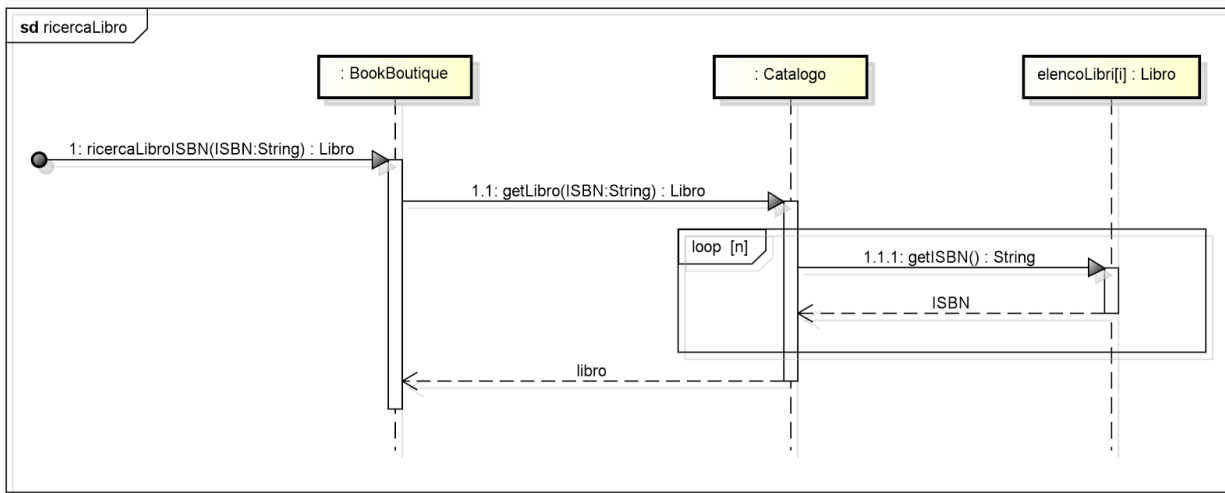 sd ricercaLibro
: BookBoutique
: Catalogo
elencoLibri[i] : Libro
1: ricercaLibroISBN(ISBN:String) : Libro
1.1: getLibro(ISBN:String) : Libro
loop [n]
1.1.1: getISBN() : String
ISBN
libro